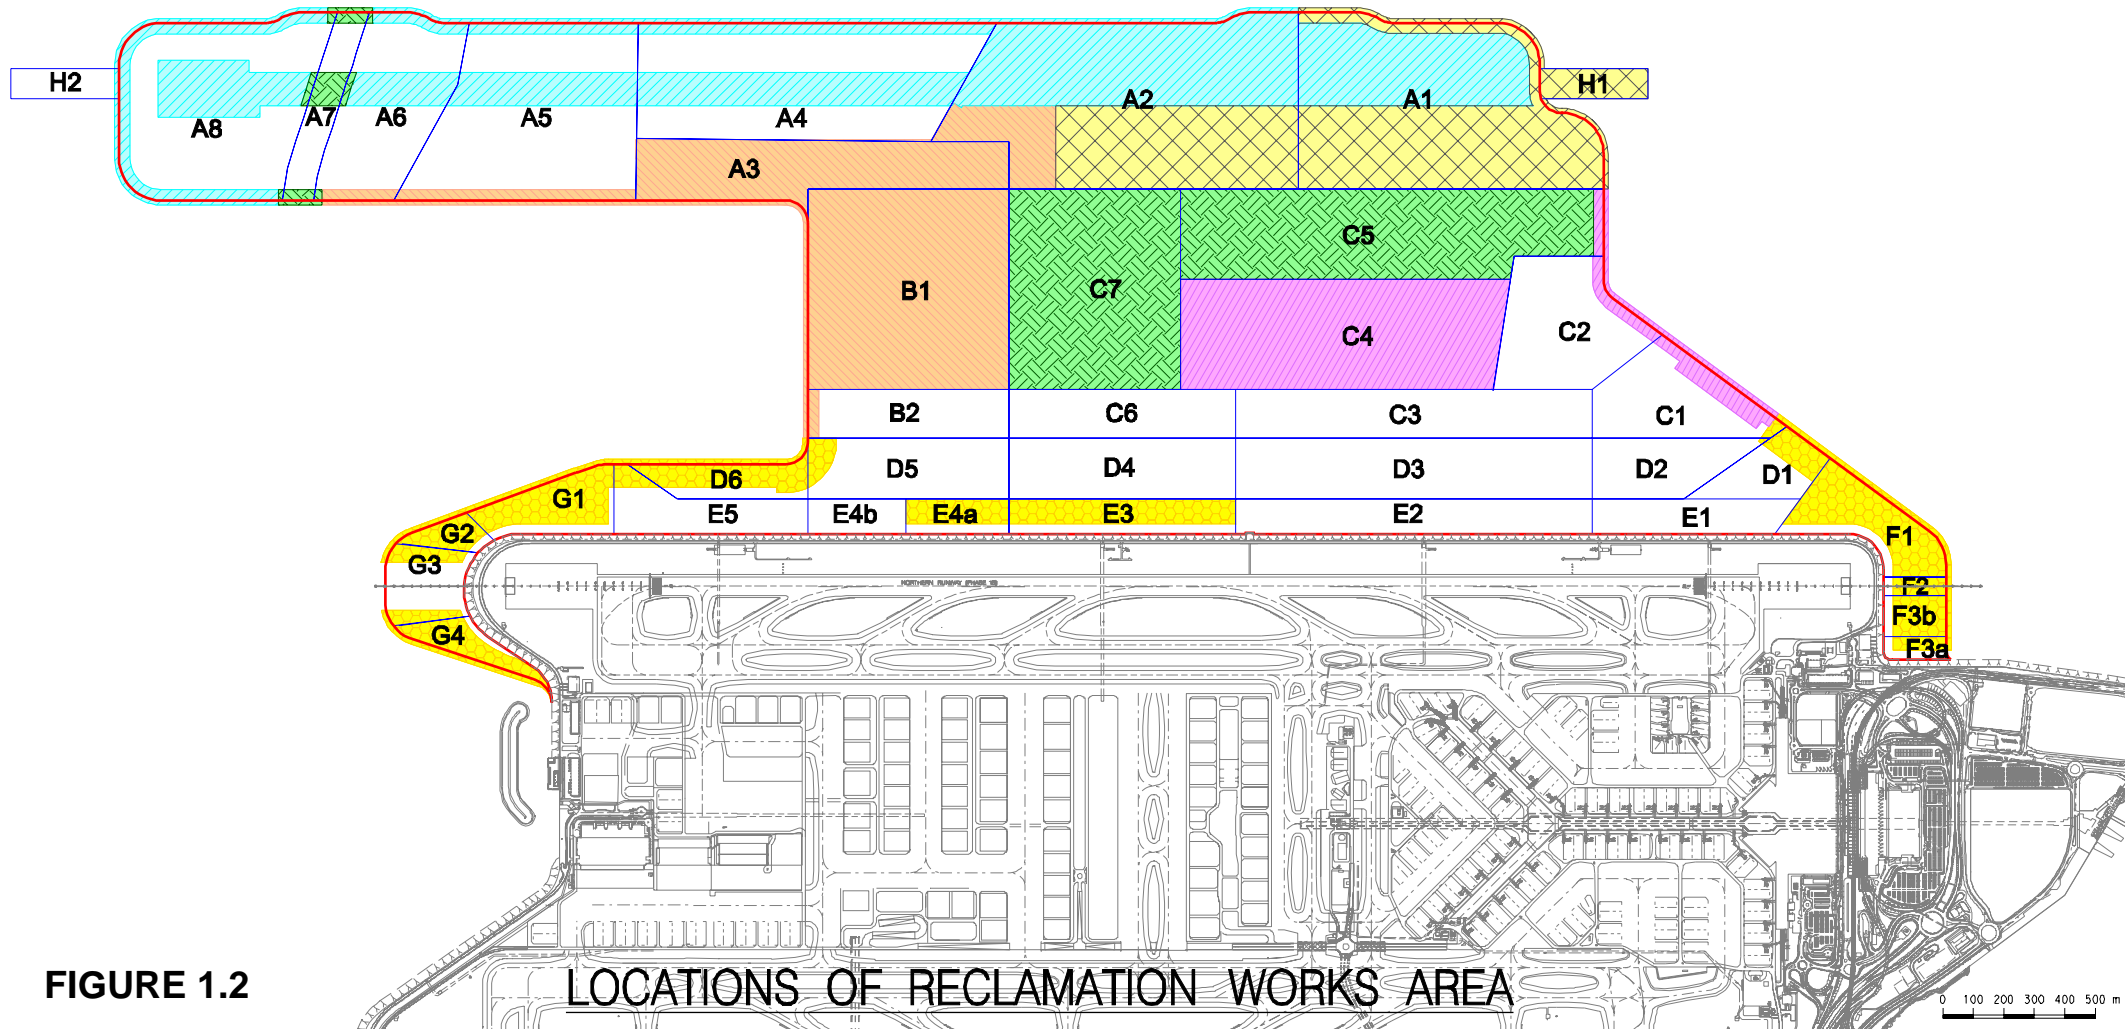 H2
H1
A8
A7
A6
A5
A4
A2
A1
A3
C5
B1
C7
C4
C2
B2
C6
C3
C1
D6
D5
D4
D3
D2
D1
G1
E5
E4b
E4a
E3
E2
E1
G2
F1
G3
F2
F3b
G4
F3a
FIGURE 1.2
LOCATIONS OF RECLAMATION WORKS AREA
0 100 200 300 400 500 m